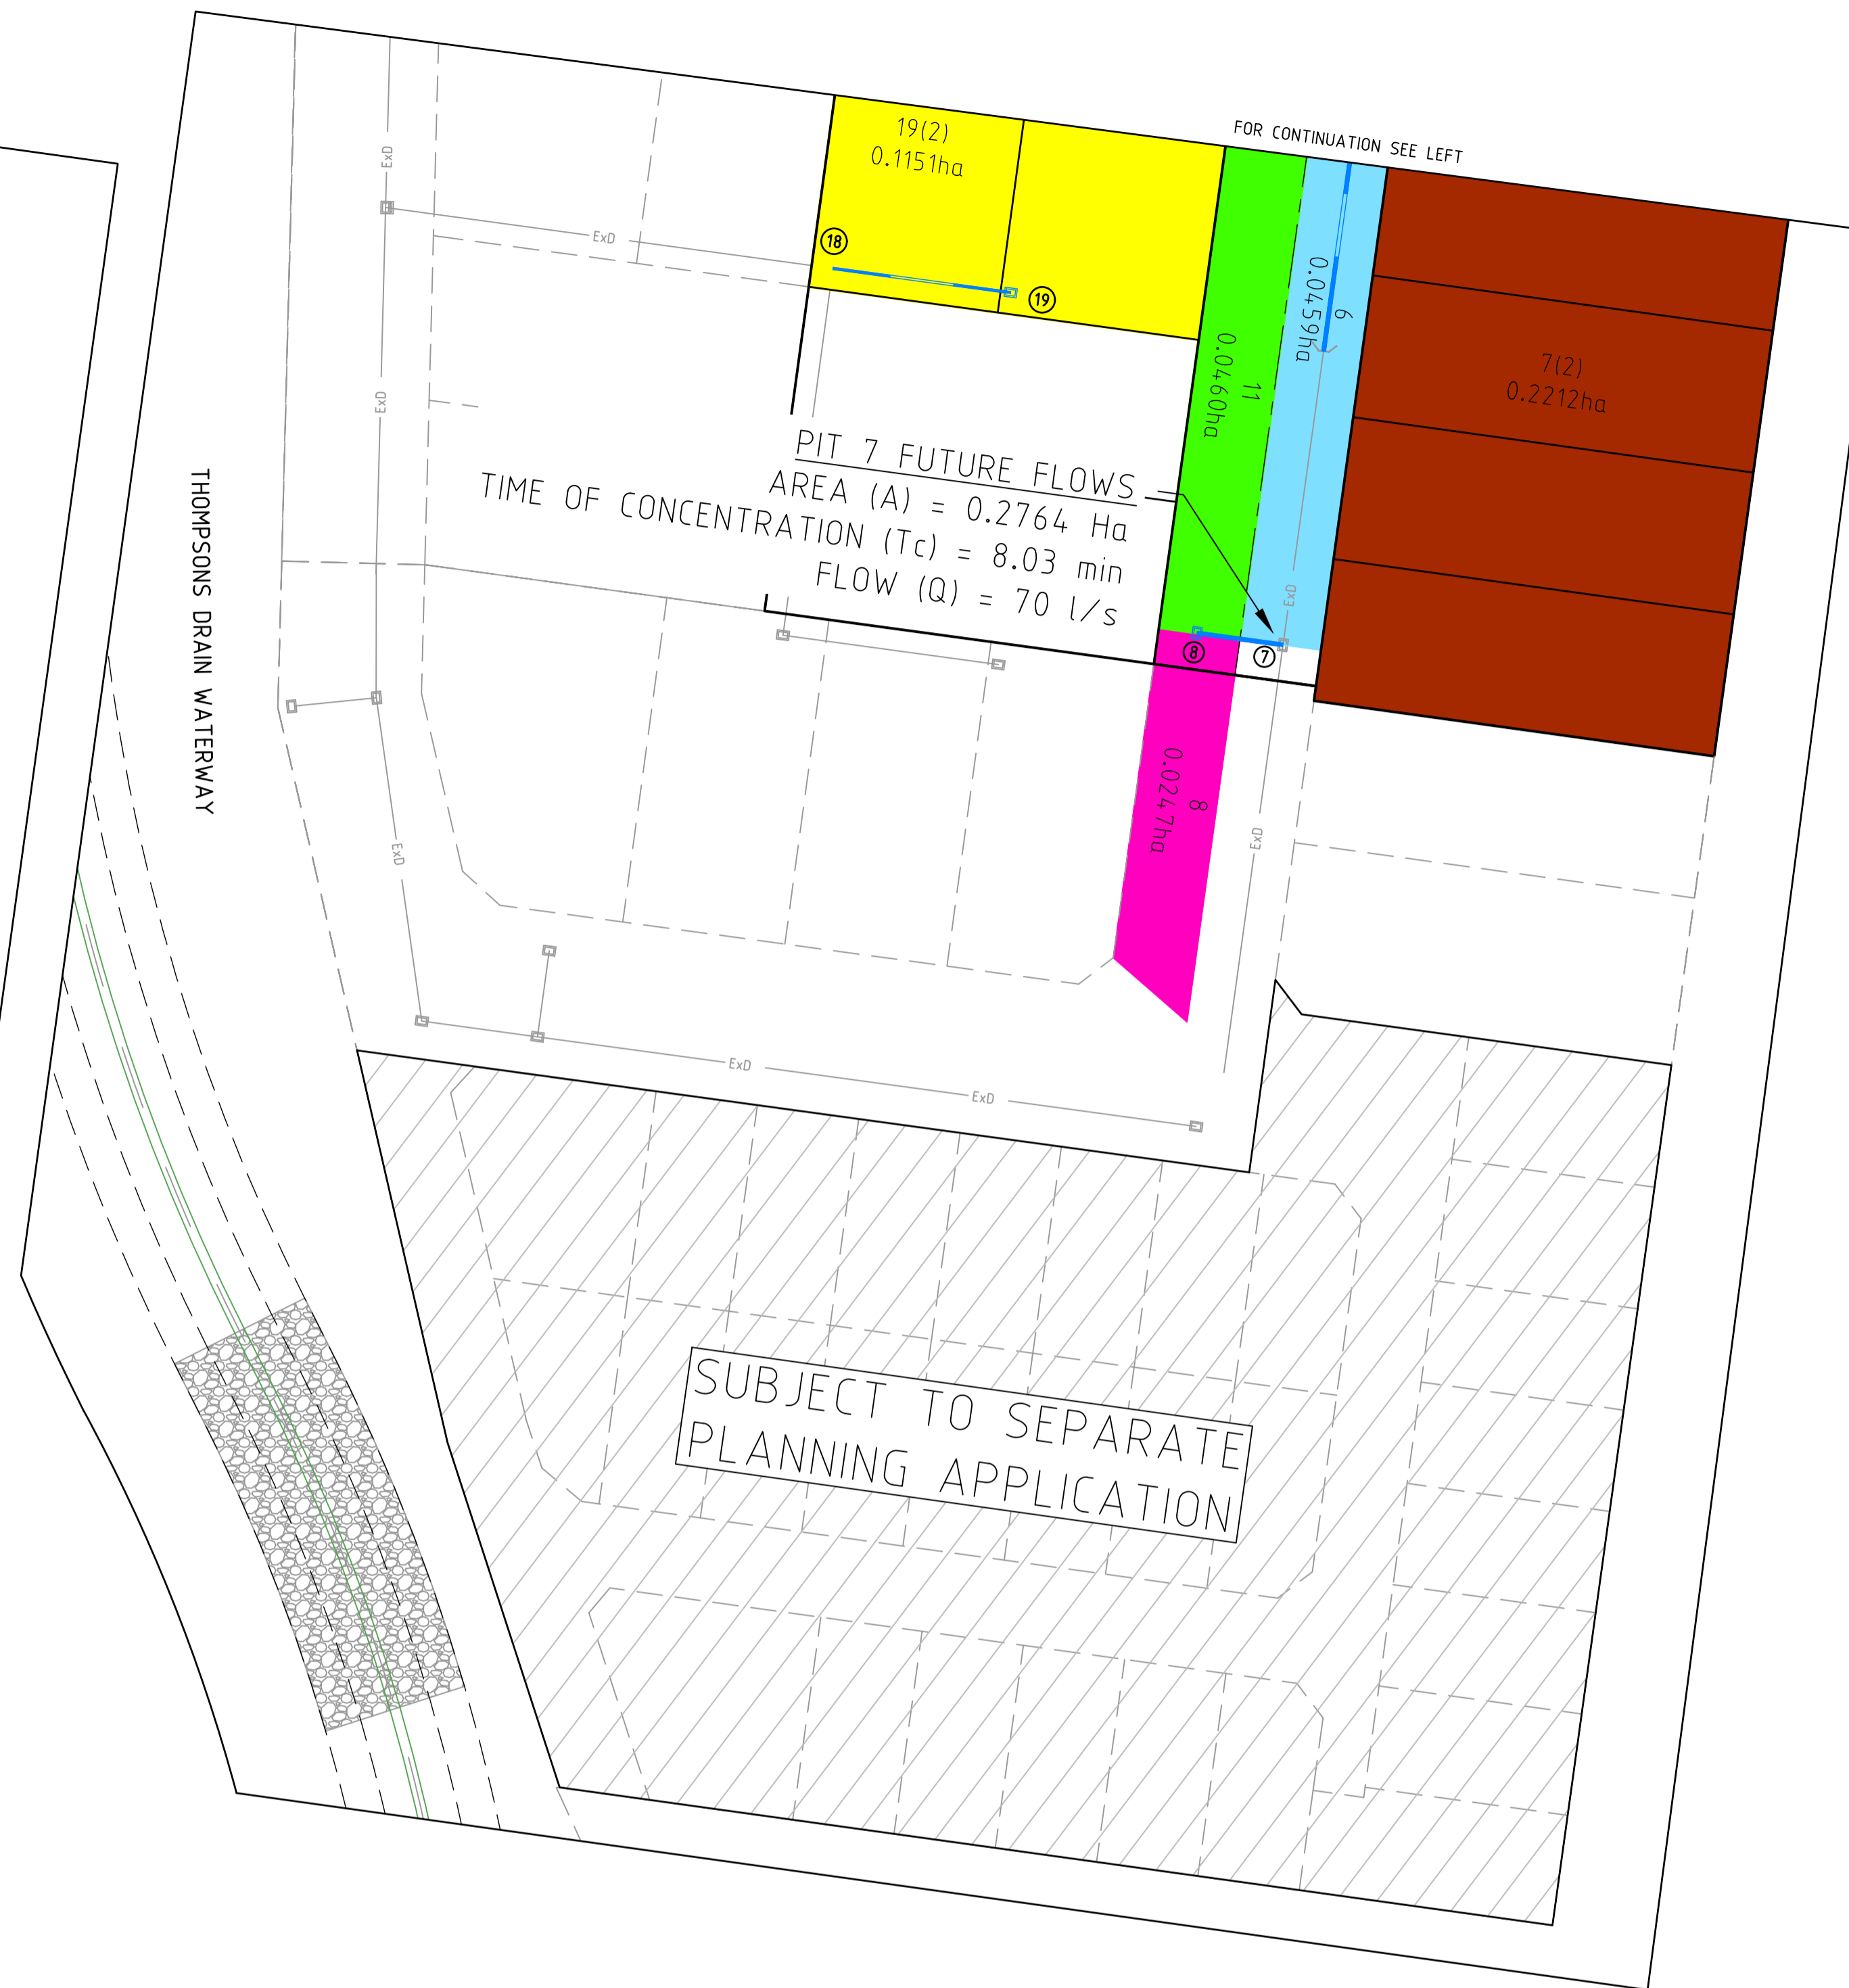 FOR CONTINUATION SEE LEFT
19(2)
0.1151ha
ExD
ExD
18
19
6
0.0459ha
11
0.0460ha
7(2)
0.2212ha
ExD
PIT 7 FUTURE FLOWS
AREA (A) = 0.2764 Ha
TIME OF CONCENTRATION (Tc) = 8.03 min
FLOW (Q) = 70 l/s
ExD
8
7
THOMPSONS DRAIN WATERWAY
8
0.0247ha
ExD
ExD
ExD
ExD
SUBJECT TO SEPARATE
PLANNING APPLICATION